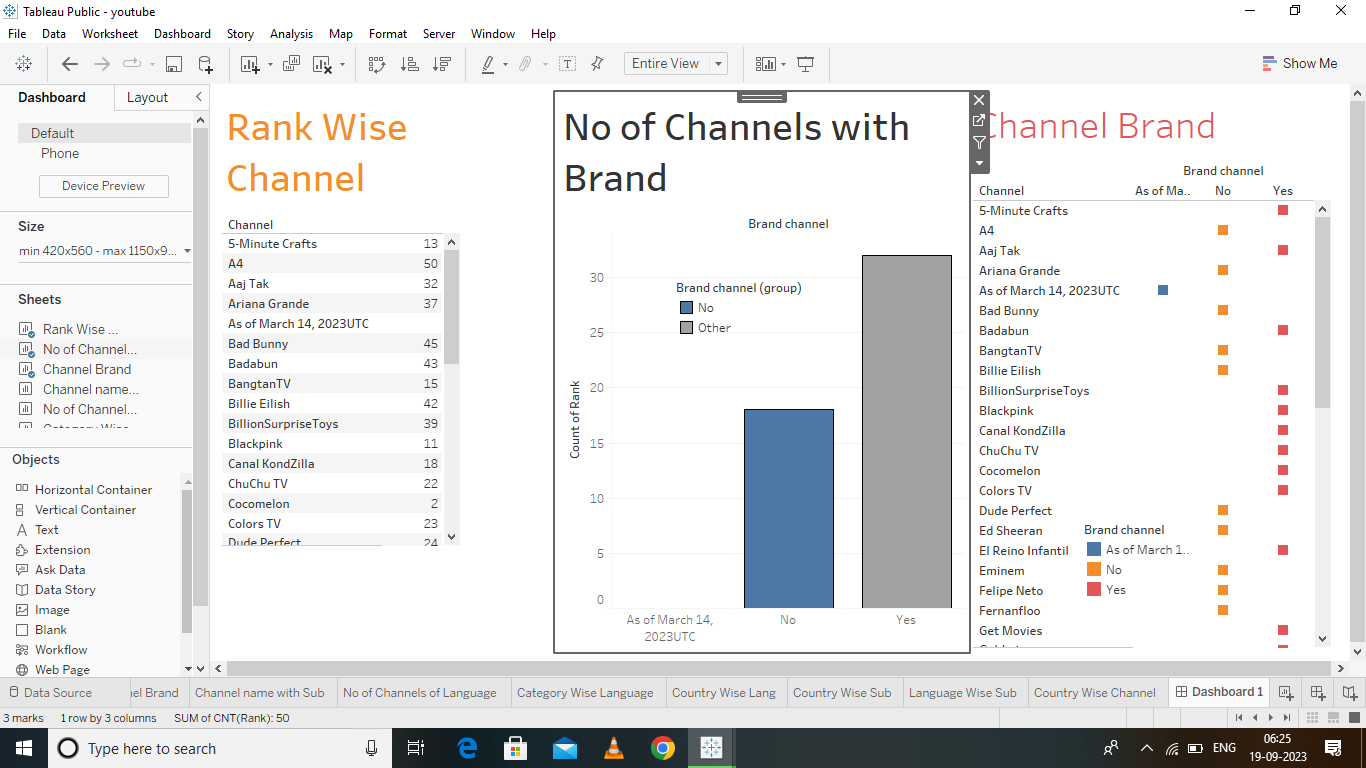 Tableau Public - youtube
File Data Worksheet Dashboard Story Analysis Map Format Server Window Help
Entire View
Show Me
Dashboard Layout
Default
Phone
Device Preview
Size
min 420x560 - max 1150x9...
Sheets
Rank Wise ...
No of Channel...
Channel Brand
Channel name...
No of Channel...
Category Wise
Objects
Horizontal Container
Vertical Container
Text
Extension
Ask Data
Data Story
Image
Blank
Workflow
Web Page
Rank Wise
Channel
Channel
5-Minute Crafts 13
A4 50
Aaj Tak 32
Ariana Grande 37
As of March 14, 2023UTC
Bad Bunny 45
Badabun 43
BangtanTV 15
Billie Eilish 42
BillionSurpriseToys 39
Blackpink 11
Canal KondZilla 18
ChuChu TV 22
Cocomelon 2
Colors TV 23
Dude Perfect 24
No of Channels with
Brand
Brand channel
Brand channel (group)
No
Other
Count of Rank
30
25
20
15
10
5
0
As of March 14,
2023UTC
No
Yes
Channel Brand
Brand channel
Channel As of Ma.. No Yes
5-Minute Crafts
A4
Aaj Tak
Ariana Grande
As of March 14, 2023UTC
Bad Bunny
Badabun
BangtanTV
Billie Eilish
BillionSurpriseToys
Blackpink
Canal KondZilla
ChuChu TV
Cocomelon
Colors TV
Dude Perfect
Ed Sheeran
El Reino Infantil
Eminem
Felipe Neto
Fernanfloo
Get Movies
Brand channel
As of March 1..
No
Yes
Data Source el Brand Channel name with Sub No of Channels of Language Category Wise Language Country Wise Lang Country Wise Sub Language Wise Sub Country Wise Channel Dashboard 1
3 marks 1 row by 3 columns SUM of CNT(Rank): 50
Type here to search
ENG
06:25
19-09-2023